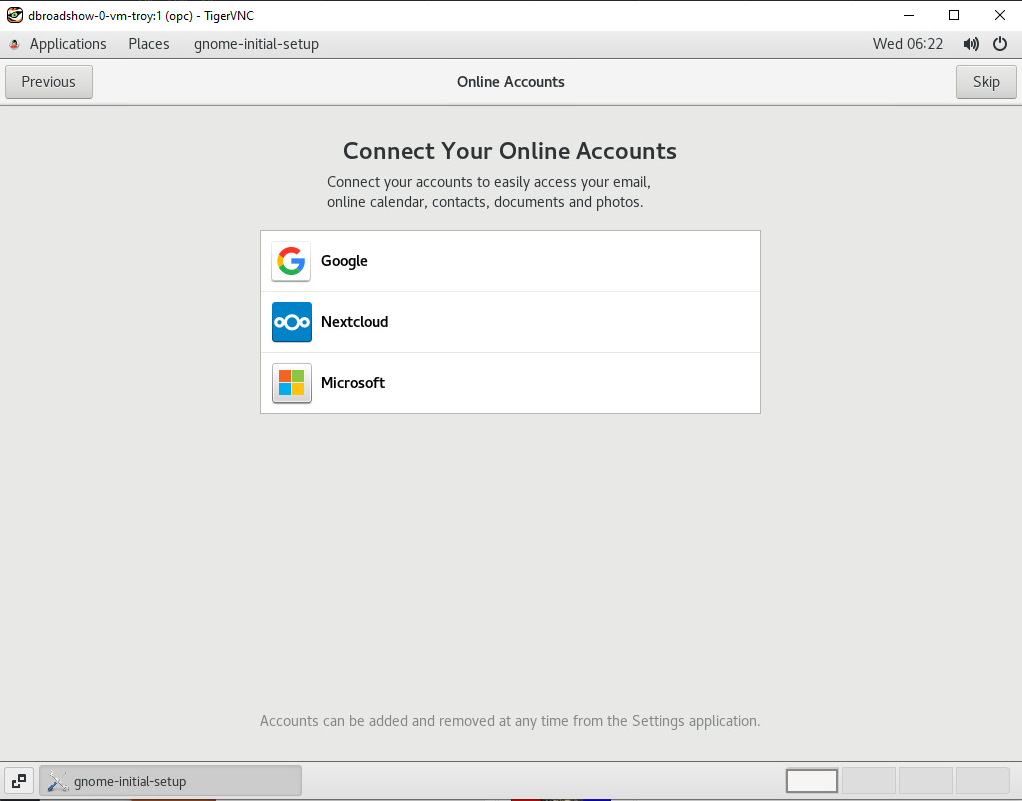 dbroadshow-0-vm-troy:1 (opc) - TigerVNC
Applications Places gnome-initial-setup Wed 06:22
Previous Online Accounts Skip
Connect Your Online Accounts
Connect your accounts to easily access your email,
online calendar, contacts, documents and photos.
Google
Nextcloud
Microsoft
Accounts can be added and removed at any time from the Settings application.
gnome-initial-setup